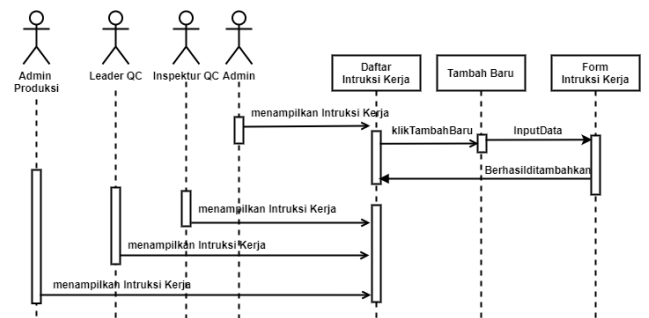 Admin
Produksi
Leader QC
Inspektur QC
Admin
Daftar
Intruksi Kerja
Tambah Baru
Form
Intruksi Kerja
menampilkan Intruksi Kerja
klikTambahBaru
InputData
Berhasilditambahkan
menampilkan Intruksi Kerja
menampilkan Intruksi Kerja
menampilkan Intruksi Kerja